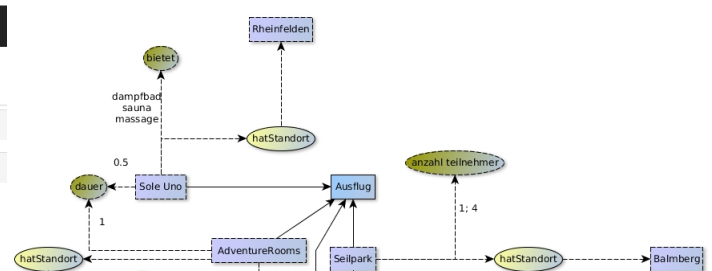 Rheinfelden
bietet
dampfbad
sauna
massage
hatStandort
0.5
anzahl teilnehmer
dauer
Sole Uno
Ausflug
1; 4
1
AdventureRooms
hatStandort
Seilpark
hatStandort
Balmberg